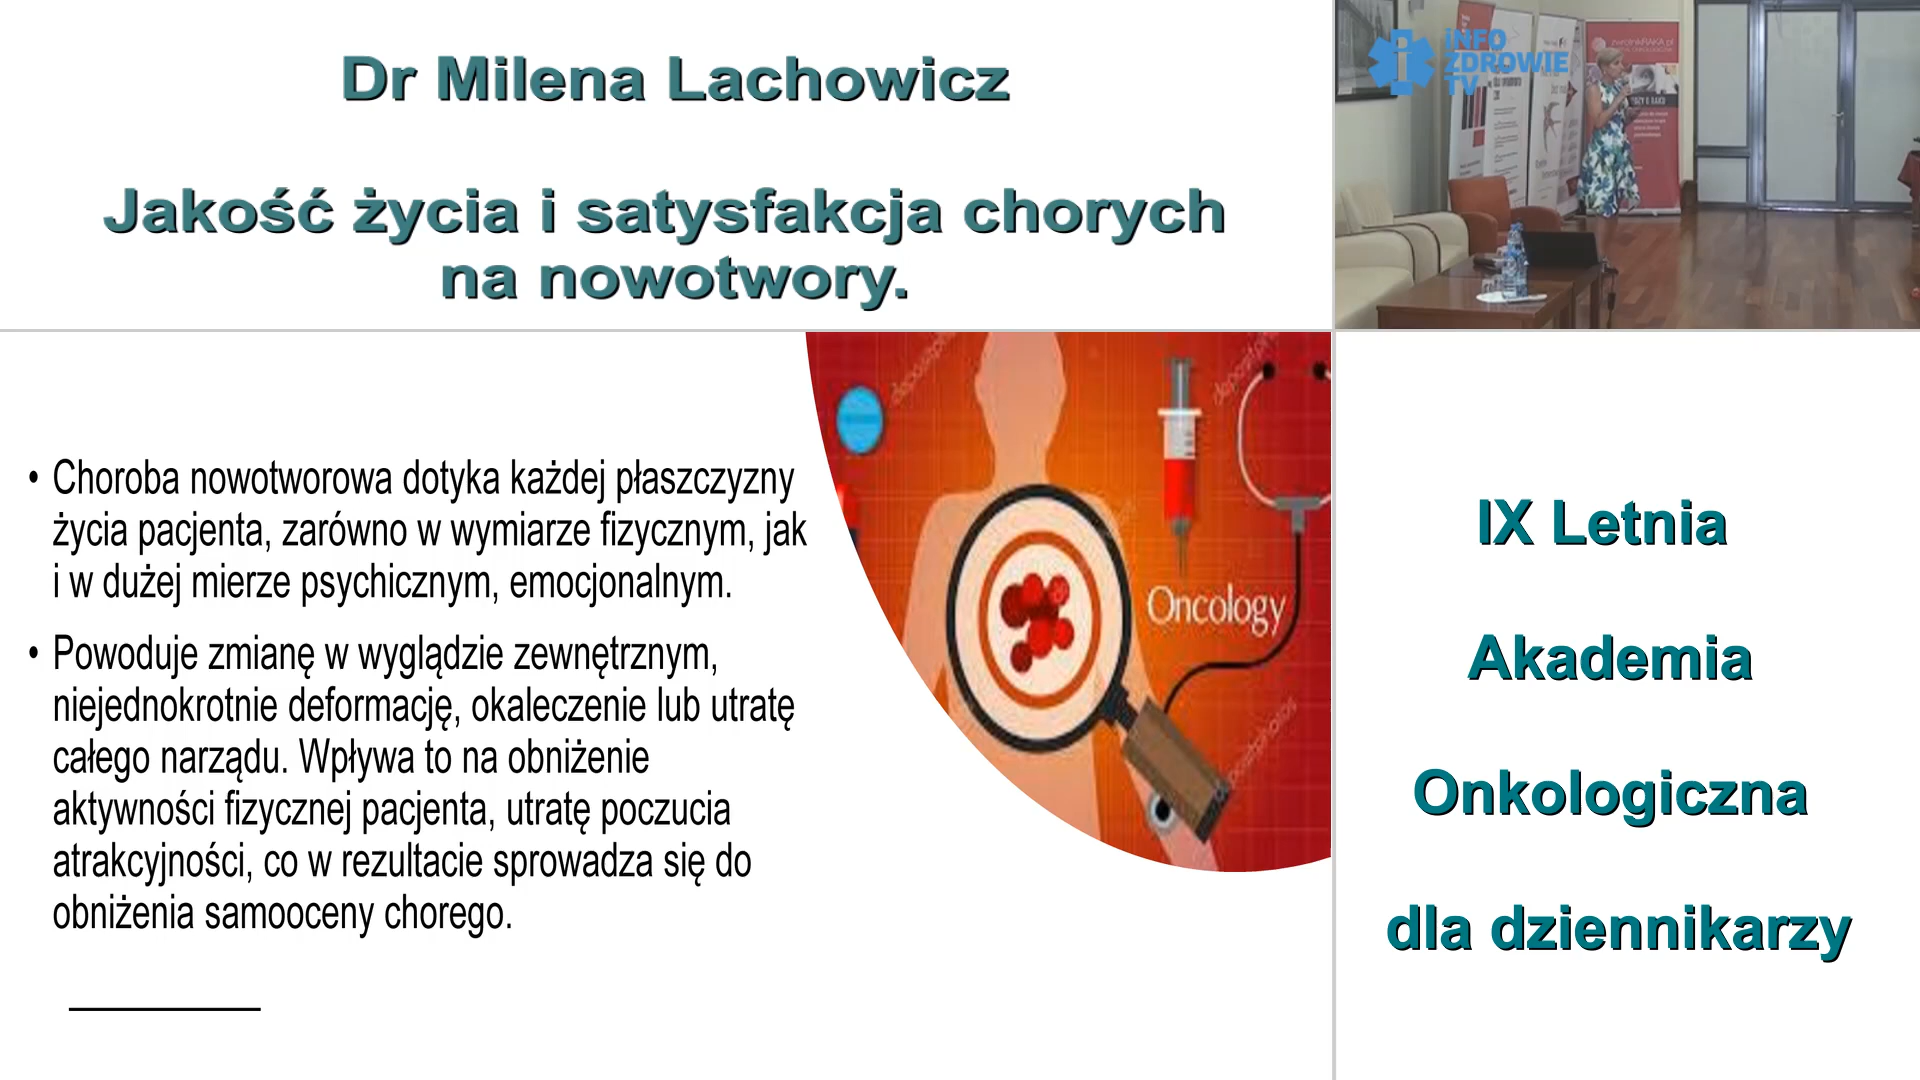 Dr Milena Lachowicz
Jakość życia i satysfakcja chorych
na nowotwory.
INFO
ZDROWIE
TV
zwrotnikRAKA.pl
• Choroba nowotworowa dotyka każdej płaszczyzny
życia pacjenta, zarówno w wymiarze fizycznym, jak
i w dużej mierze psychicznym, emocjonalnym.
• Powoduje zmianę w wyglądzie zewnętrznym,
niejednokrotnie deformację, okaleczenie lub utratę
całego narządu. Wpływa to na obniżenie
aktywności fizycznej pacjenta, utratę poczucia
atrakcyjności, co w rezultacie sprowadza się do
obniżenia samooceny chorego.
depositphotos
Oncology
IX Letnia
Akademia
Onkologiczna
dla dziennikarzy